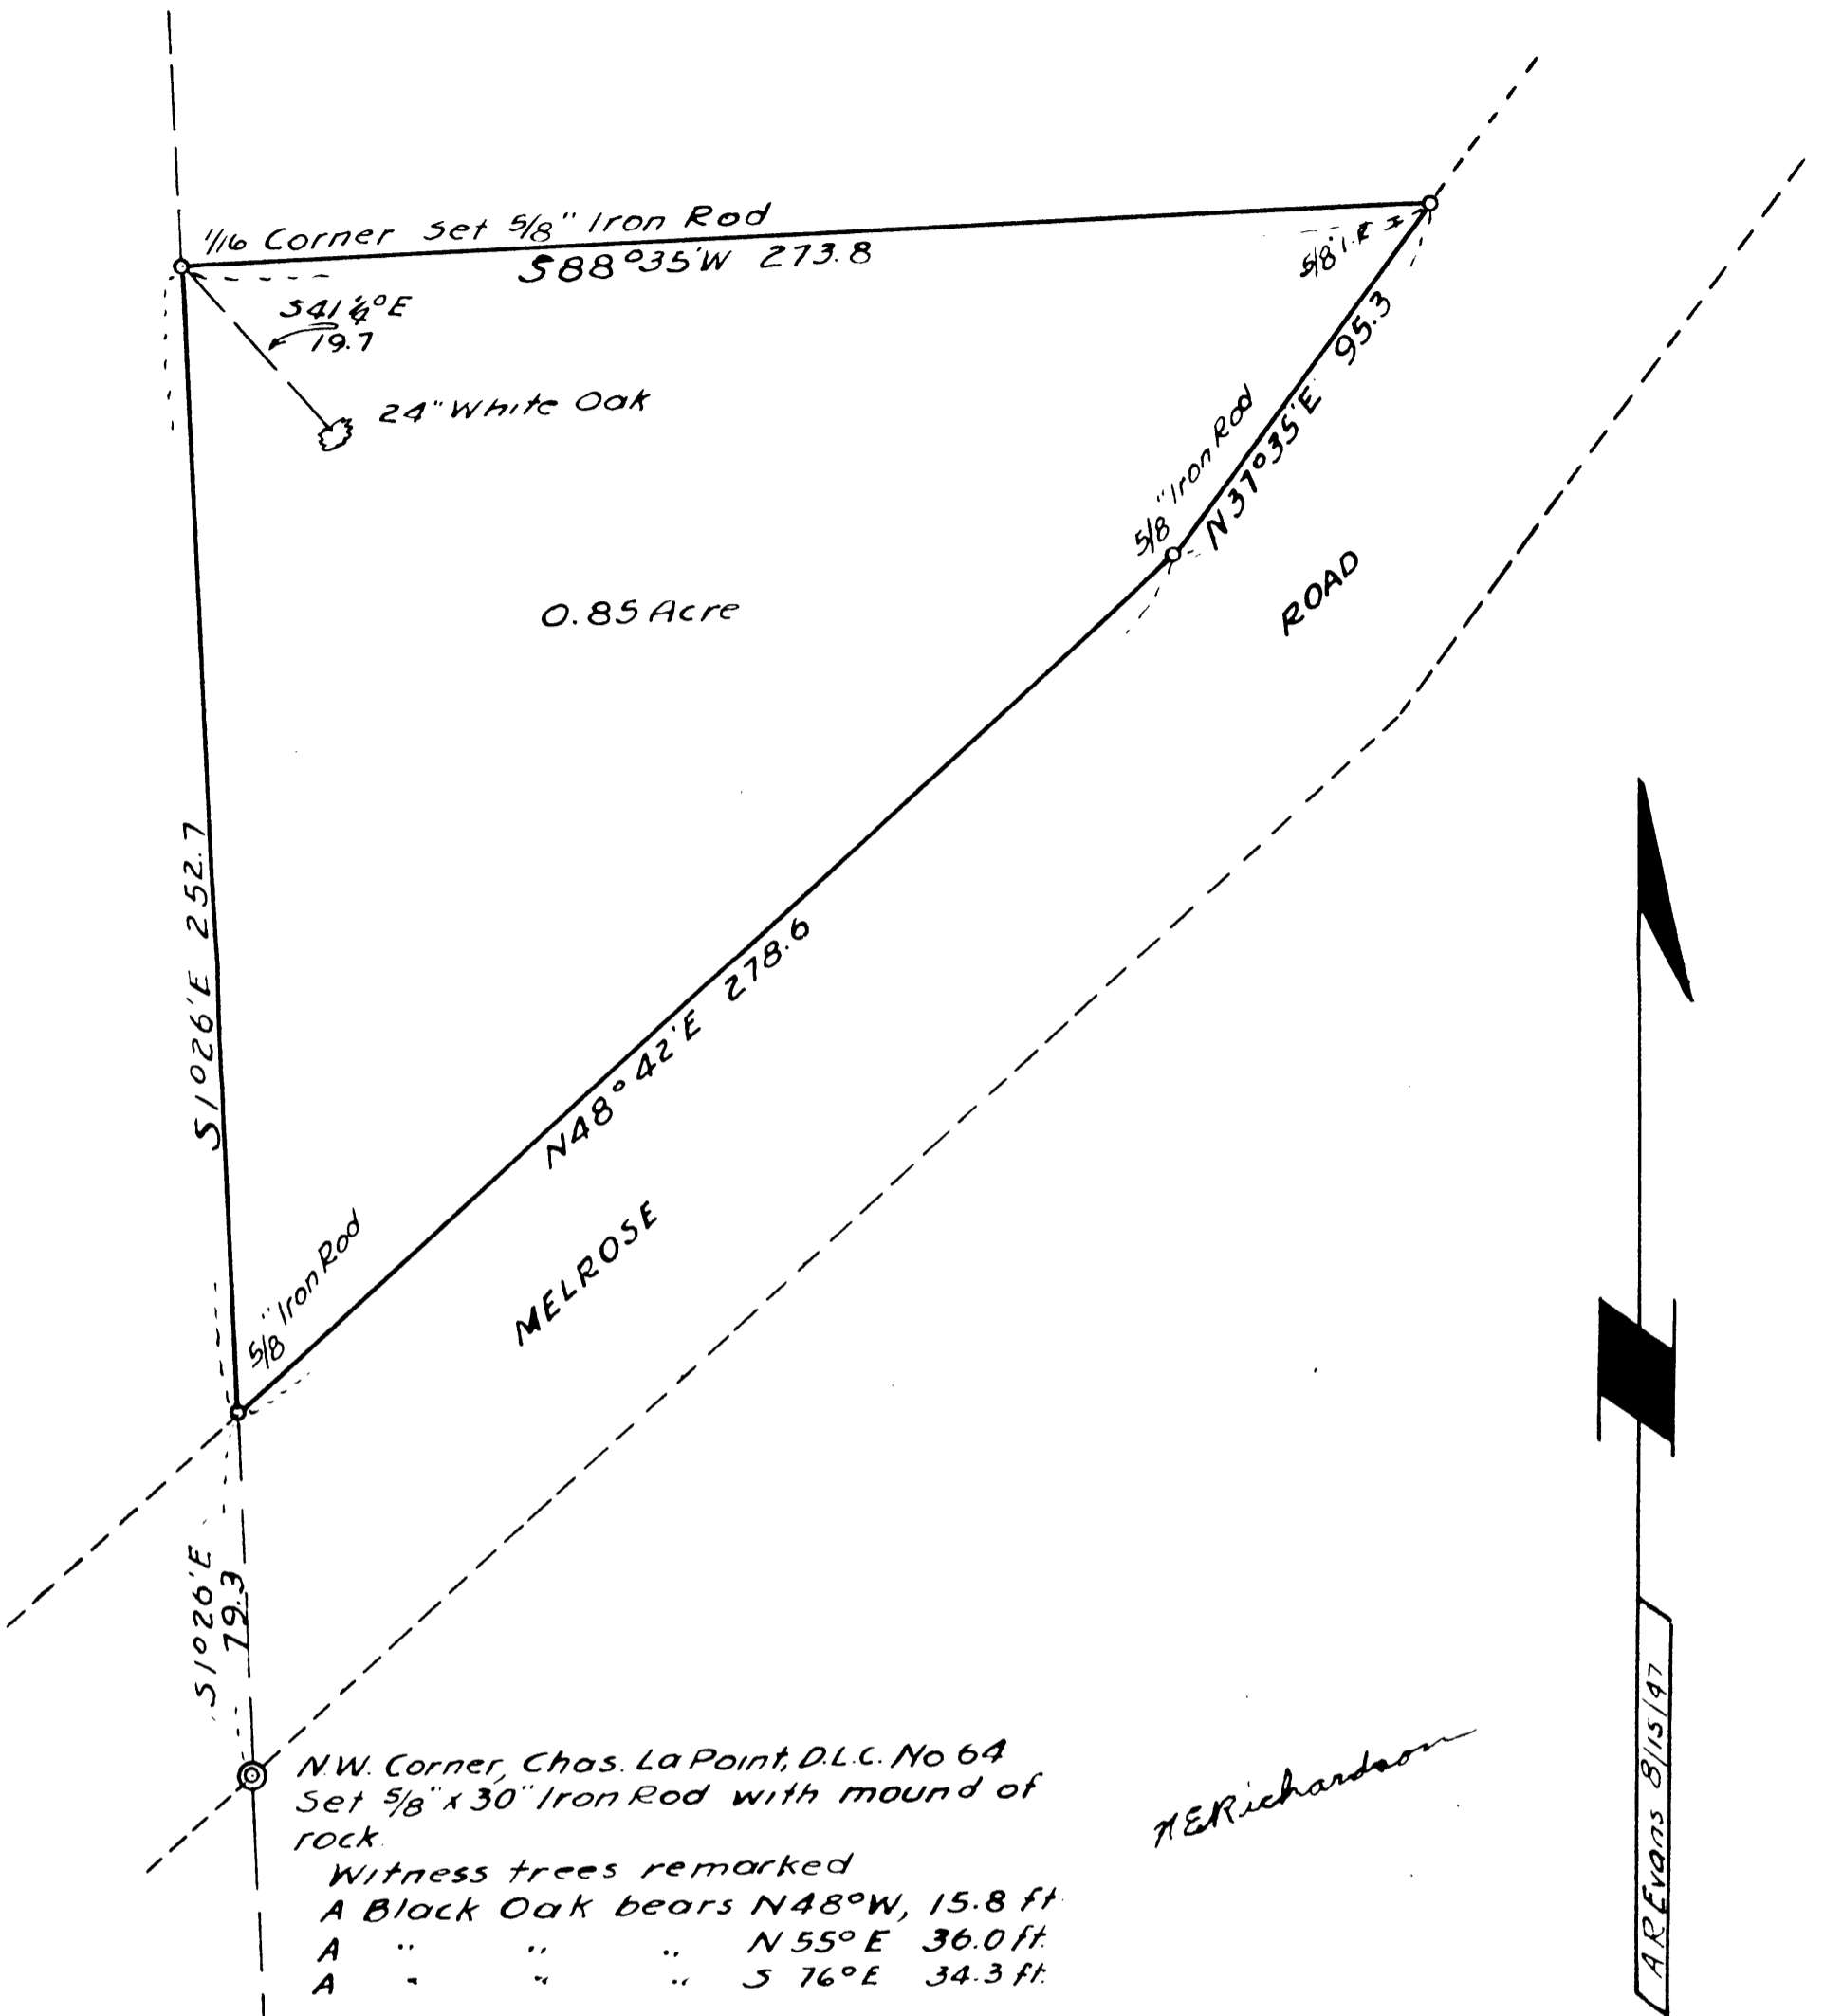 1/16 Corner Set 5/8" Iron Rod
S88°35'W 273.8
5/8" I.R
S41¼°E
19.7
24" White Oak
N37°35'E 95.3
5/8" Iron Rod
ROAD
0.85 Acre
S1°26'E 252.7
N48°42'E 278.6
MELROSE
5/8" Iron Rod
S1°26'E
79.3
N.W. Corner, Chas. La Point, D.L.C. No 64
Set 5/8" x 30" Iron Rod with mound of
rock.
Witness trees remarked
A Black Oak bears N48°W, 15.8 ft.
A " " " N 55° E 36.0 ft.
A " " " S 76° E 34.3 ft.
Richardson
A R Evans 8/15/47